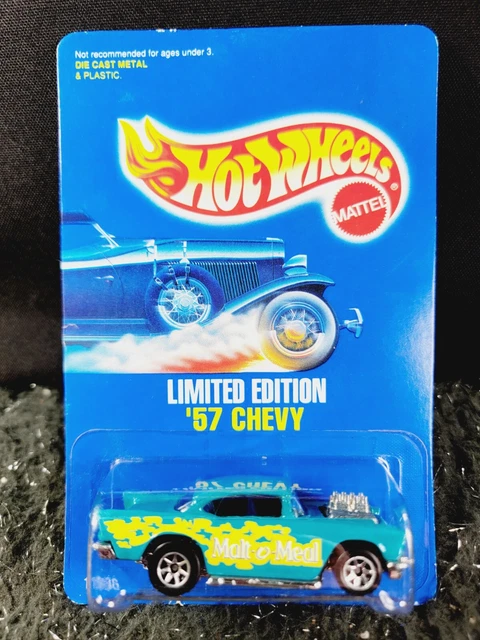 Not recommended for ages under 3.
DIE CAST METAL
& PLASTIC.
HOT WHEELS®
MATTEL
LIMITED EDITION
'57 CHEVY
Malt-o-Meal